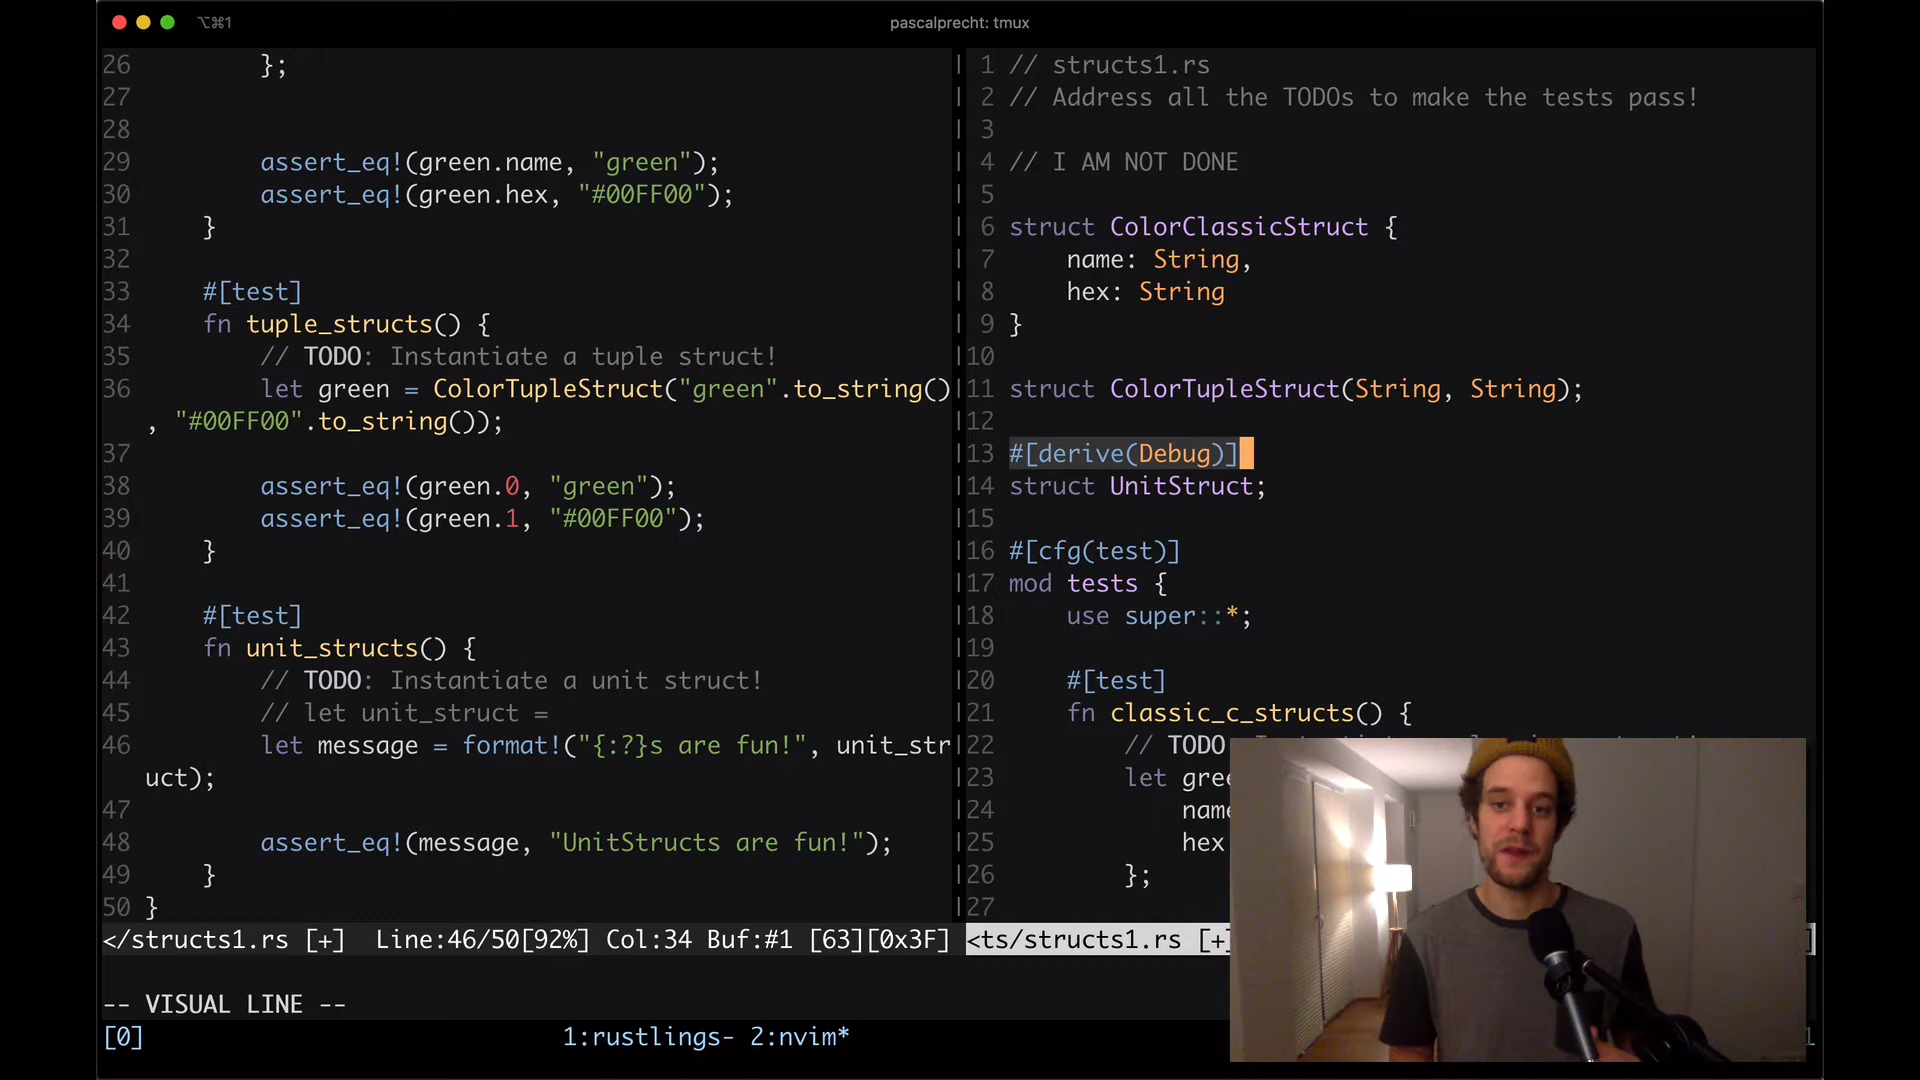 ⌥⌘1
pascalprecht: tmux
26 };
27
28
29 assert_eq!(green.name, "green");
30 assert_eq!(green.hex, "#00FF00");
31 }
32
33 #[test]
34 fn tuple_structs() {
35 // TODO: Instantiate a tuple struct!
36 let green = ColorTupleStruct("green".to_string()
, "#00FF00".to_string());
37
38 assert_eq!(green.0, "green");
39 assert_eq!(green.1, "#00FF00");
40 }
41
42 #[test]
43 fn unit_structs() {
44 // TODO: Instantiate a unit struct!
45 // let unit_struct =
46 let message = format!("{:?}s are fun!", unit_str
uct);
47
48 assert_eq!(message, "UnitStructs are fun!");
49 }
50 }
</structs1.rs [+] Line:46/50[92%] Col:34 Buf:#1 [63][0x3F]
1 // structs1.rs
2 // Address all the TODOs to make the tests pass!
3
4 // I AM NOT DONE
5
6 struct ColorClassicStruct {
7 name: String,
8 hex: String
9 }
10
11 struct ColorTupleStruct(String, String);
12
13 #[derive(Debug)]
14 struct UnitStruct;
15
16 #[cfg(test)]
17 mod tests {
18 use super::*;
19
20 #[test]
21 fn classic_c_structs() {
22 // TODO
23 let gree
24 name
25 hex
26 };
27
<ts/structs1.rs [+]
-- VISUAL LINE --
[0] 1:rustlings- 2:nvim*